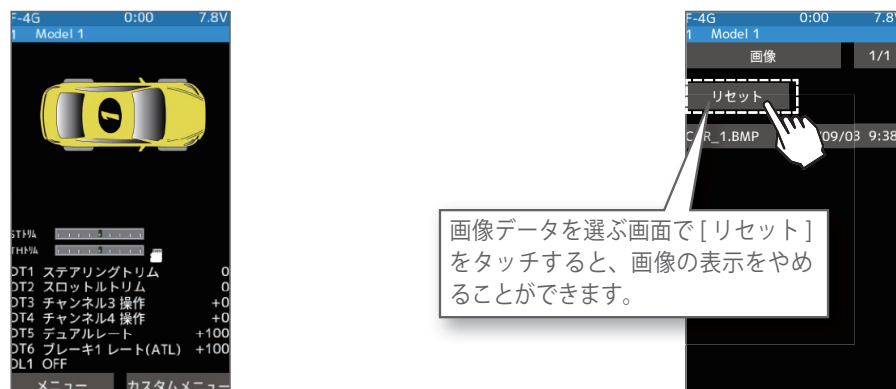 F-4G 0:00 7.8V
1 Model 1
1
STトリム
THトリム
DT1 ステアリングトリム 0
DT2 スロットルトリム 0
DT3 チャンネル3 操作 +0
DT4 チャンネル4 操作 +0
DT5 デュアルレート +100
DT6 ブレーキ1 レート(ATL) +100
DL1 OFF
メニュー カスタムメニュー
F-4G 0:00 7.8V
1 Model 1
画像 1/1
リセット
R_1.BMP 09/03 9:38
画像データを選ぶ画面で [ リセット ]
をタッチすると、画像の表示をやめ
ることができます。